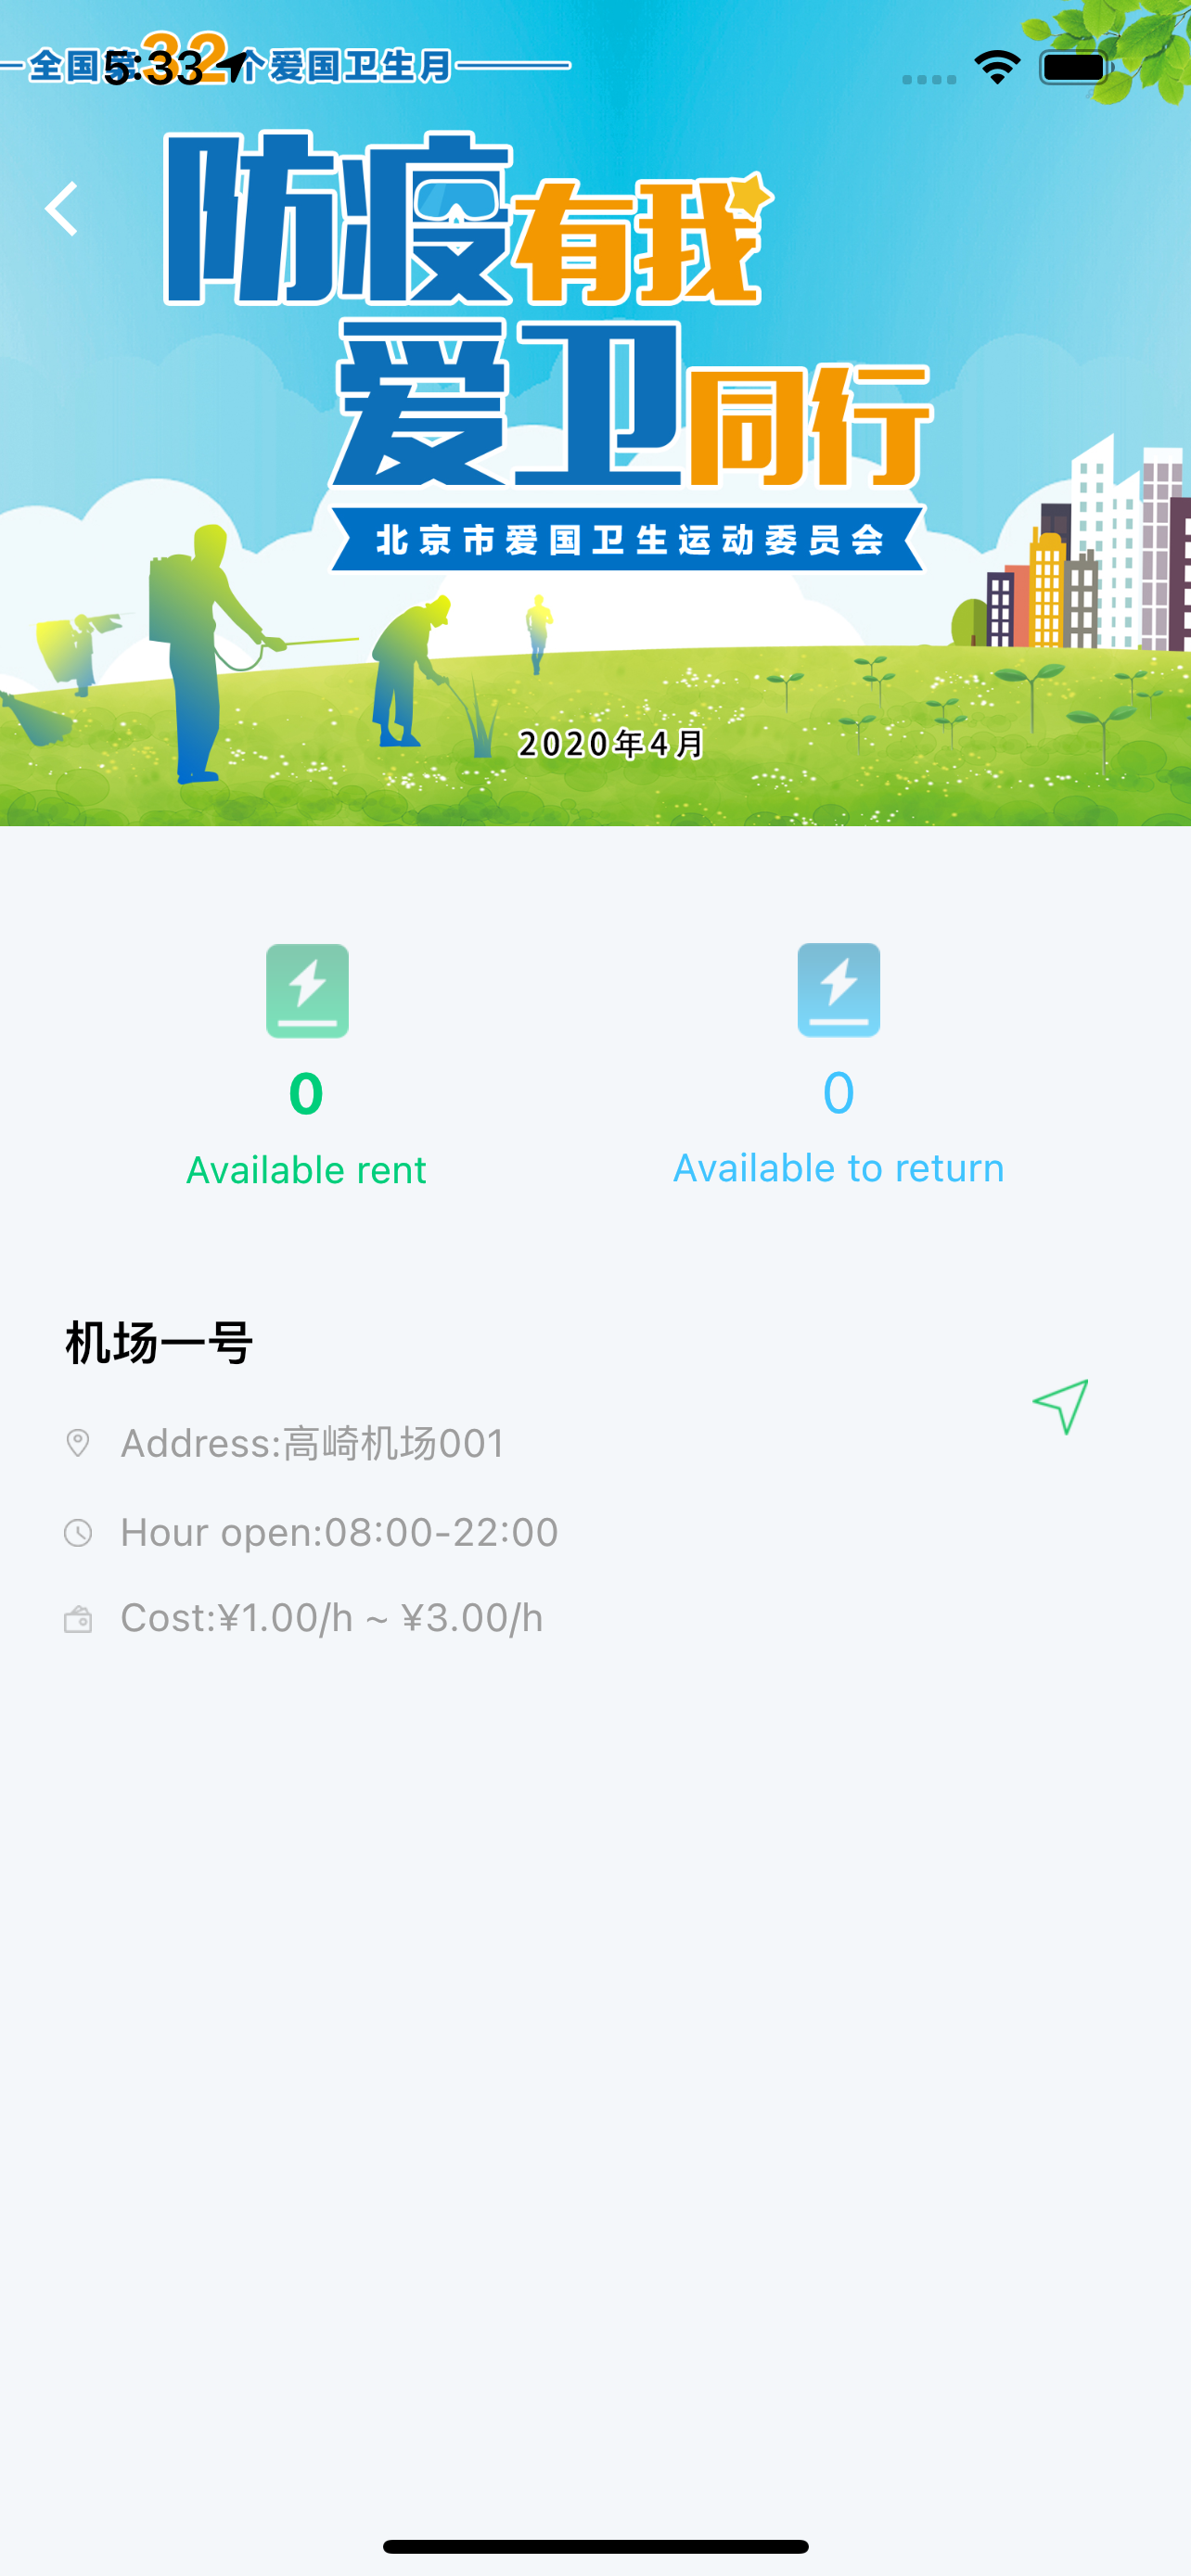 全国第32个爱国卫生月
5:33
防疫有我
爱卫同行
北京市爱国卫生运动委员会
2020年4月
0
Available rent
0
Available to return
机场一号
Address:高崎机场001
Hour open:08:00-22:00
Cost:¥1.00/h ~ ¥3.00/h